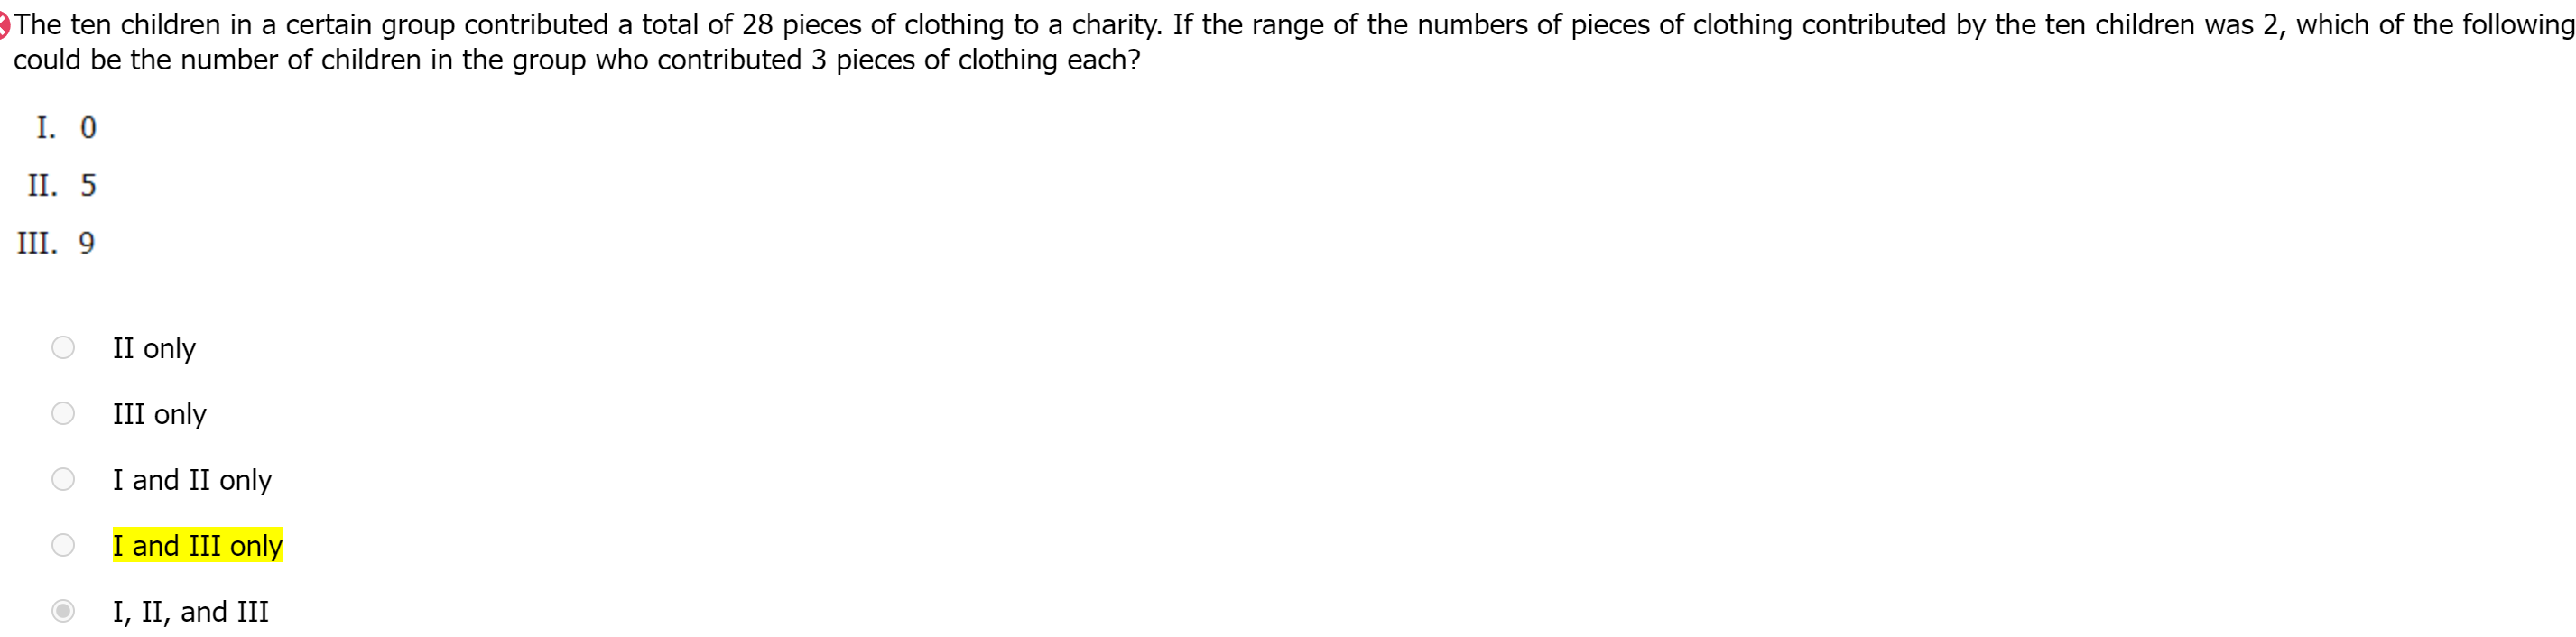 The ten children in a certain group contributed a total of 28 pieces of clothing to a charity. If the range of the numbers of pieces of clothing contributed by the ten children was 2, which of the following
could be the number of children in the group who contributed 3 pieces of clothing each?
I. 0
II. 5
III. 9
II only
III only
I and II only
I and III only
I, II, and III